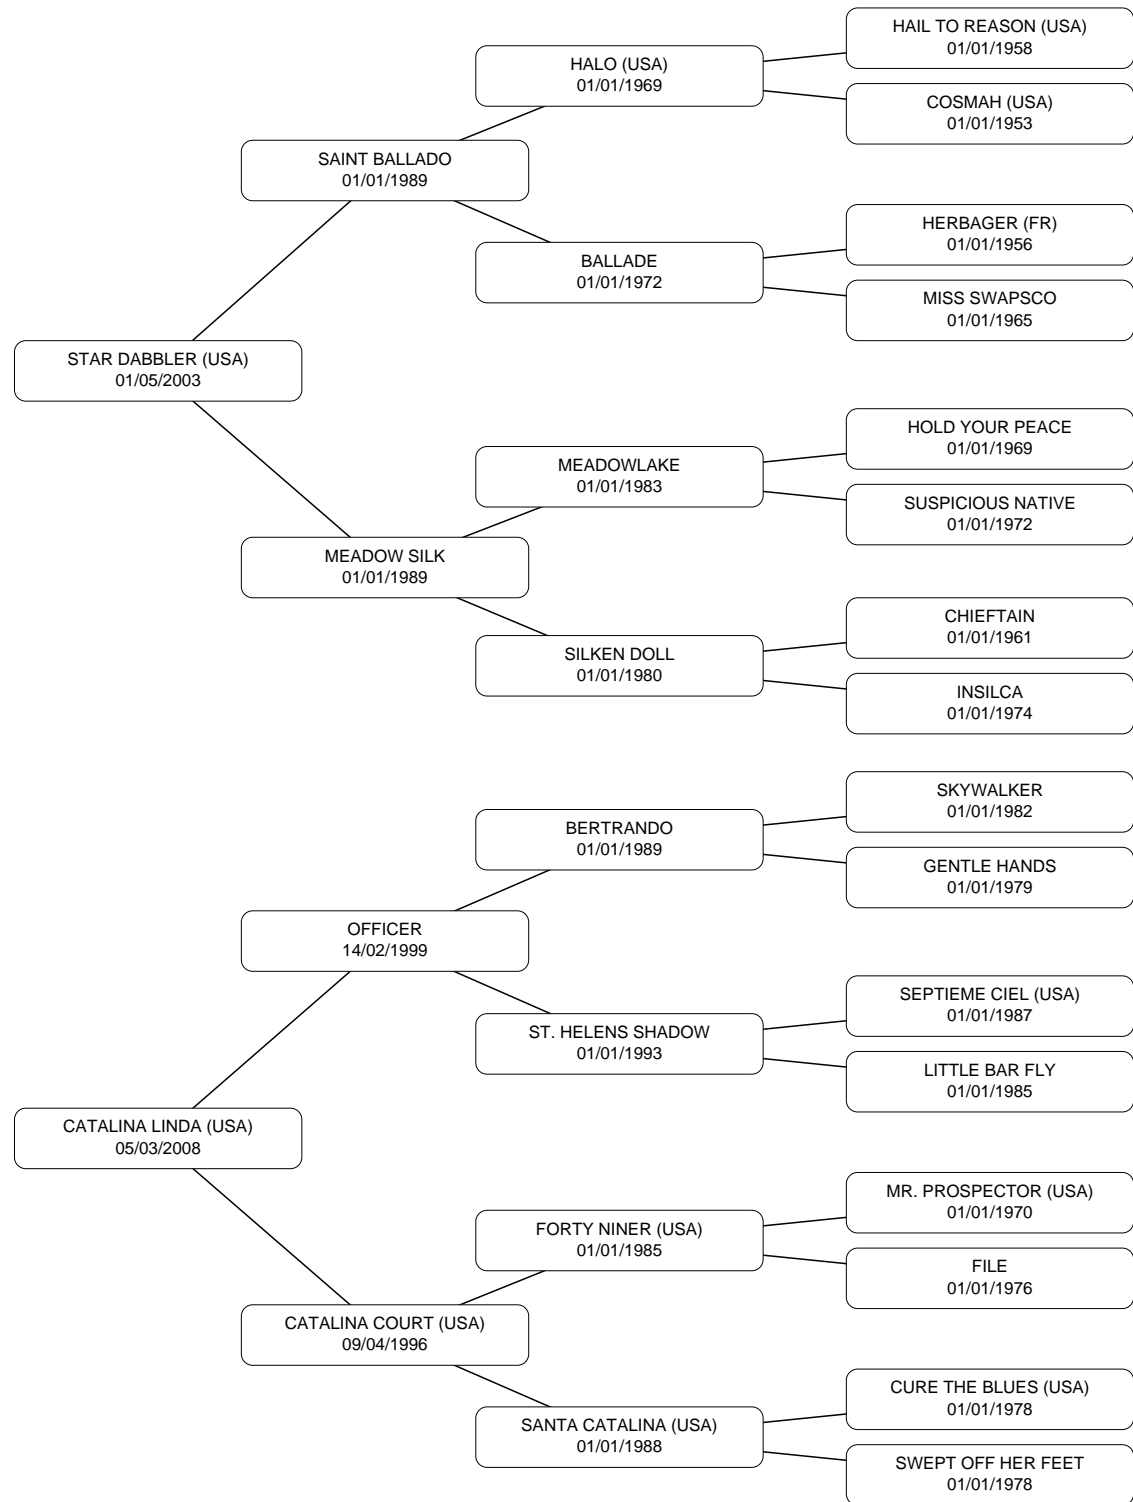 HAIL TO REASON (USA)
01/01/1958
HALO (USA)
01/01/1969
COSMAH (USA)
01/01/1953
SAINT BALLADO
01/01/1989
HERBAGER (FR)
01/01/1956
BALLADE
01/01/1972
MISS SWAPSCO
01/01/1965
STAR DABBLER (USA)
01/05/2003
HOLD YOUR PEACE
01/01/1969
MEADOWLAKE
01/01/1983
SUSPICIOUS NATIVE
01/01/1972
MEADOW SILK
01/01/1989
CHIEFTAIN
01/01/1961
SILKEN DOLL
01/01/1980
INSILCA
01/01/1974
SKYWALKER
01/01/1982
BERTRANDO
01/01/1989
GENTLE HANDS
01/01/1979
OFFICER
14/02/1999
SEPTIEME CIEL (USA)
01/01/1987
ST. HELENS SHADOW
01/01/1993
LITTLE BAR FLY
01/01/1985
CATALINA LINDA (USA)
05/03/2008
MR. PROSPECTOR (USA)
01/01/1970
FORTY NINER (USA)
01/01/1985
FILE
01/01/1976
CATALINA COURT (USA)
09/04/1996
CURE THE BLUES (USA)
01/01/1978
SANTA CATALINA (USA)
01/01/1988
SWEPT OFF HER FEET
01/01/1978